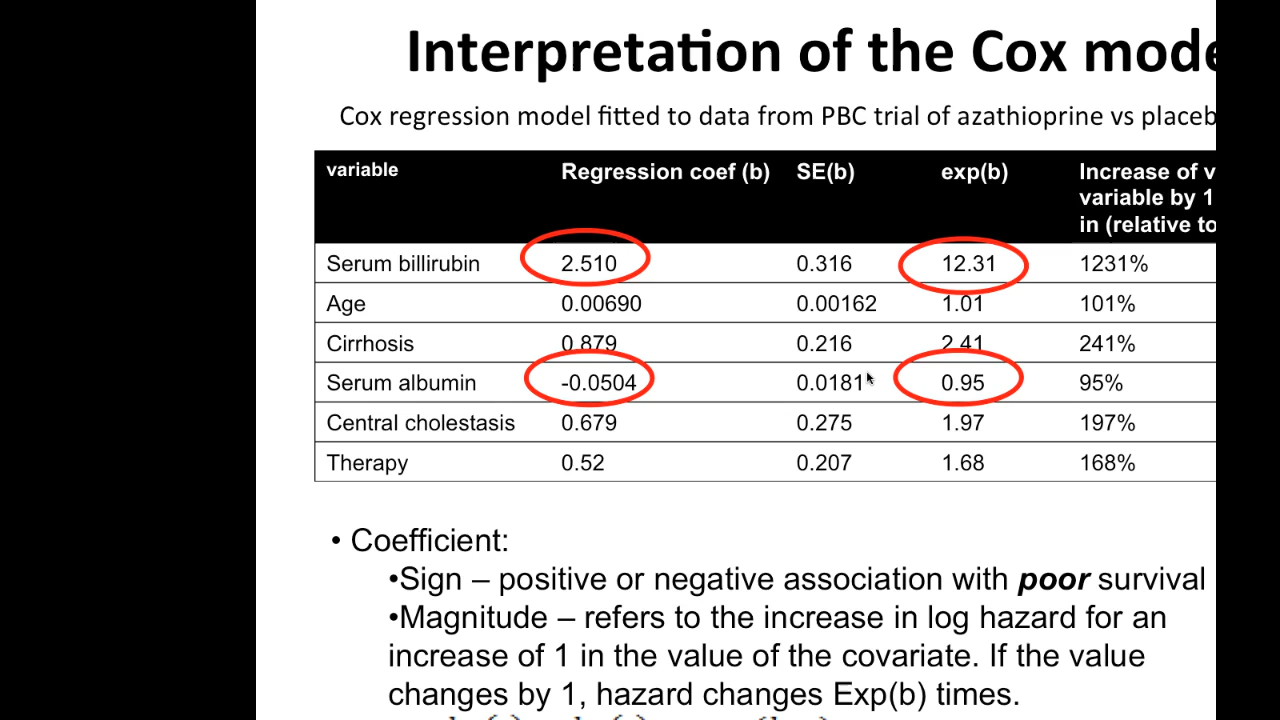 Interpretation of the Cox mode
Cox regression model fitted to data from PBC trial of azathioprine vs placeb
variable Regression coef (b) SE(b) exp(b) Increase of v
variable by 1
in (relative to
Serum billirubin 2.510 0.316 12.31 1231%
Age 0.00690 0.00162 1.01 101%
Cirrhosis 0.879 0.216 2.41 241%
Serum albumin -0.0504 0.0181 0.95 95%
Central cholestasis 0.679 0.275 1.97 197%
Therapy 0.52 0.207 1.68 168%
• Coefficient:
•Sign – positive or negative association with poor survival
•Magnitude – refers to the increase in log hazard for an
increase of 1 in the value of the covariate. If the value
changes by 1, hazard changes Exp(b) times.